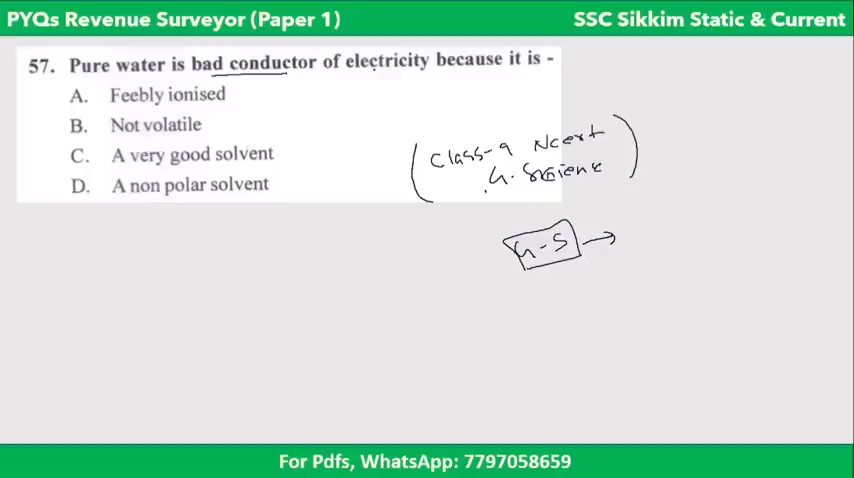 PYQs Revenue Surveyor (Paper 1)
SSC Sikkim Static & Current
57. Pure water is bad conductor of electricity because it is -
A. Feebly ionised
B. Not volatile
C. A very good solvent
D. A non polar solvent
(Class-9 Ncert
G.
G-S →
For Pdfs, WhatsApp: 7797058659